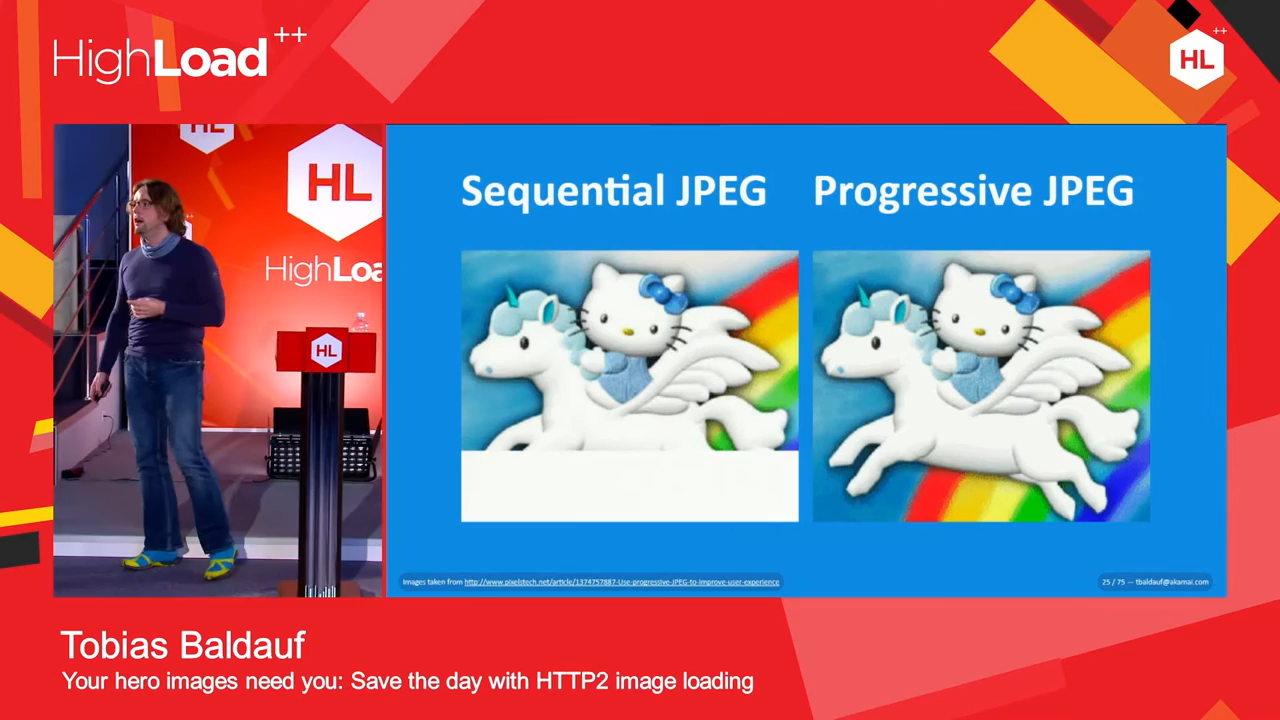 HighLoad++
HL++
HL
HL
HighLoa
HL
Sequential JPEG
Progressive JPEG
Images taken from http://www.pixelstech.net/article/1374757887-Use-progressive-JPEG-to-improve-user-experience
25 / 75 — tbaldauf@akamai.com
Tobias Baldauf
Your hero images need you: Save the day with HTTP2 image loading